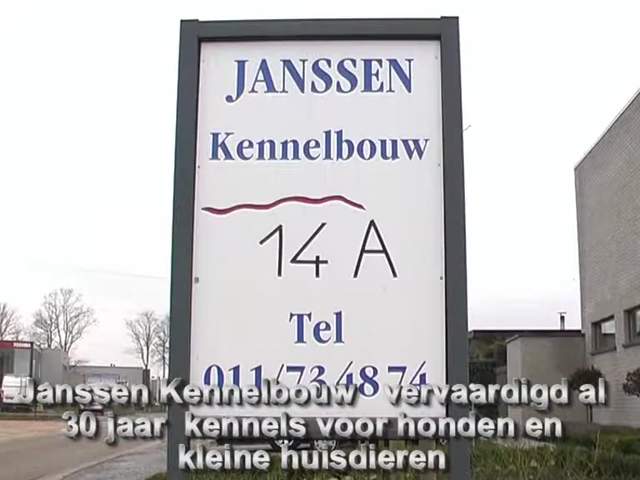 JANSSEN
Kennelbouw
14 A
Tel
011/73 48 74
Janssen Kennelbouw vervaardigd al
30 jaar kennels voor honden en
kleine huisdieren